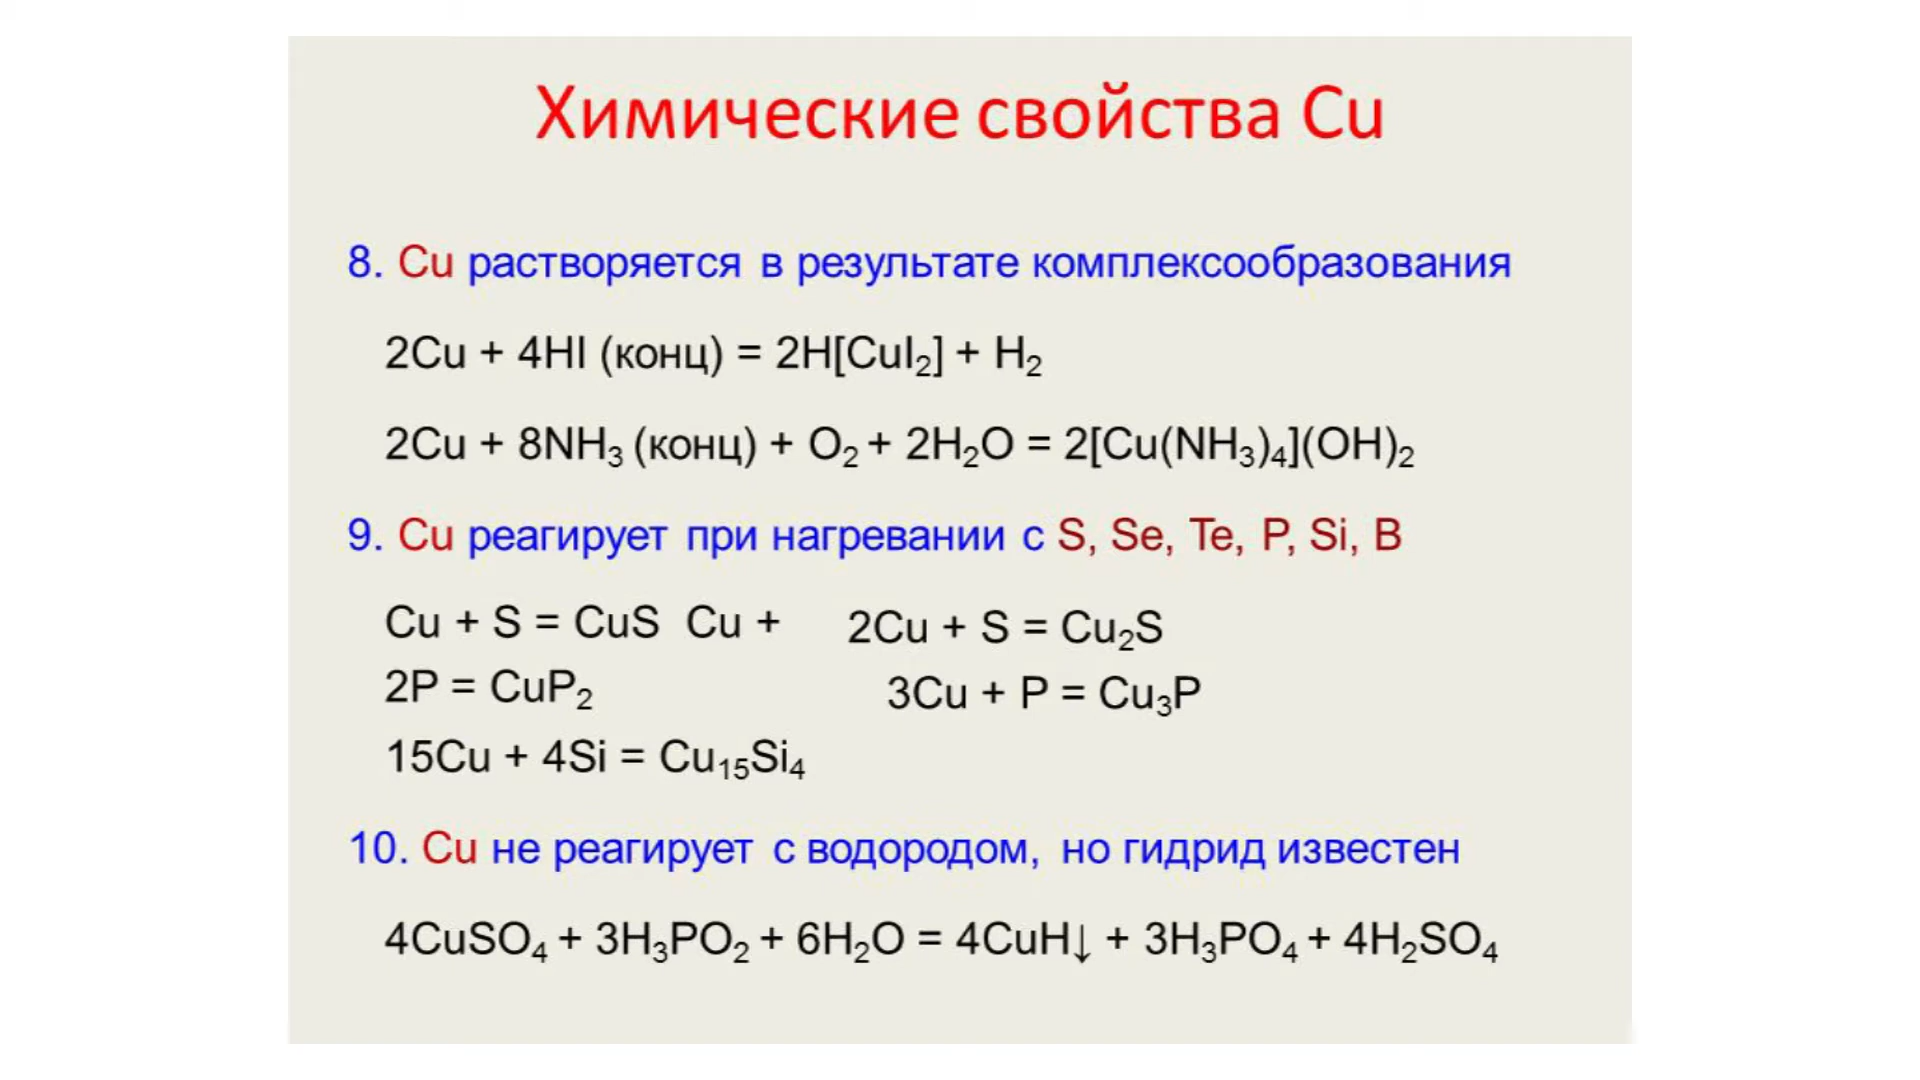 Химические свойства Cu
8. Cu растворяется в результате комплексообразования
2Cu + 4HI (конц) = 2H[CuI₂] + H₂
2Cu + 8NH₃ (конц) + O₂ + 2H₂O = 2[Cu(NH₃)₄](OH)₂
9. Cu реагирует при нагревании с S, Se, Te, P, Si, B
Cu + S = CuS Cu + 2Cu + S = Cu₂S
2P = CuP₂ 3Cu + P = Cu₃P
15Cu + 4Si = Cu₁₅Si₄
10. Cu не реагирует с водородом, но гидрид известен
4CuSO₄ + 3H₃PO₂ + 6H₂O = 4CuH↓ + 3H₃PO₄ + 4H₂SO₄